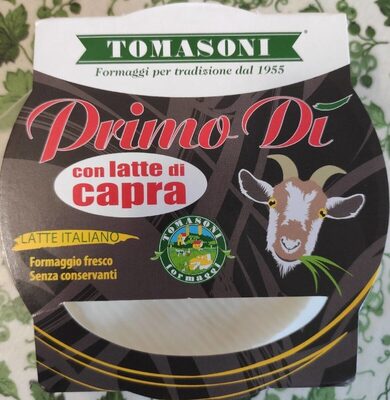 TOMASONI
Formaggi per tradizione dal 1955
Primo Dì
con latte di
capra
LATTE ITALIANO
Formaggio fresco
Senza conservanti
TOMASONI
formaggi